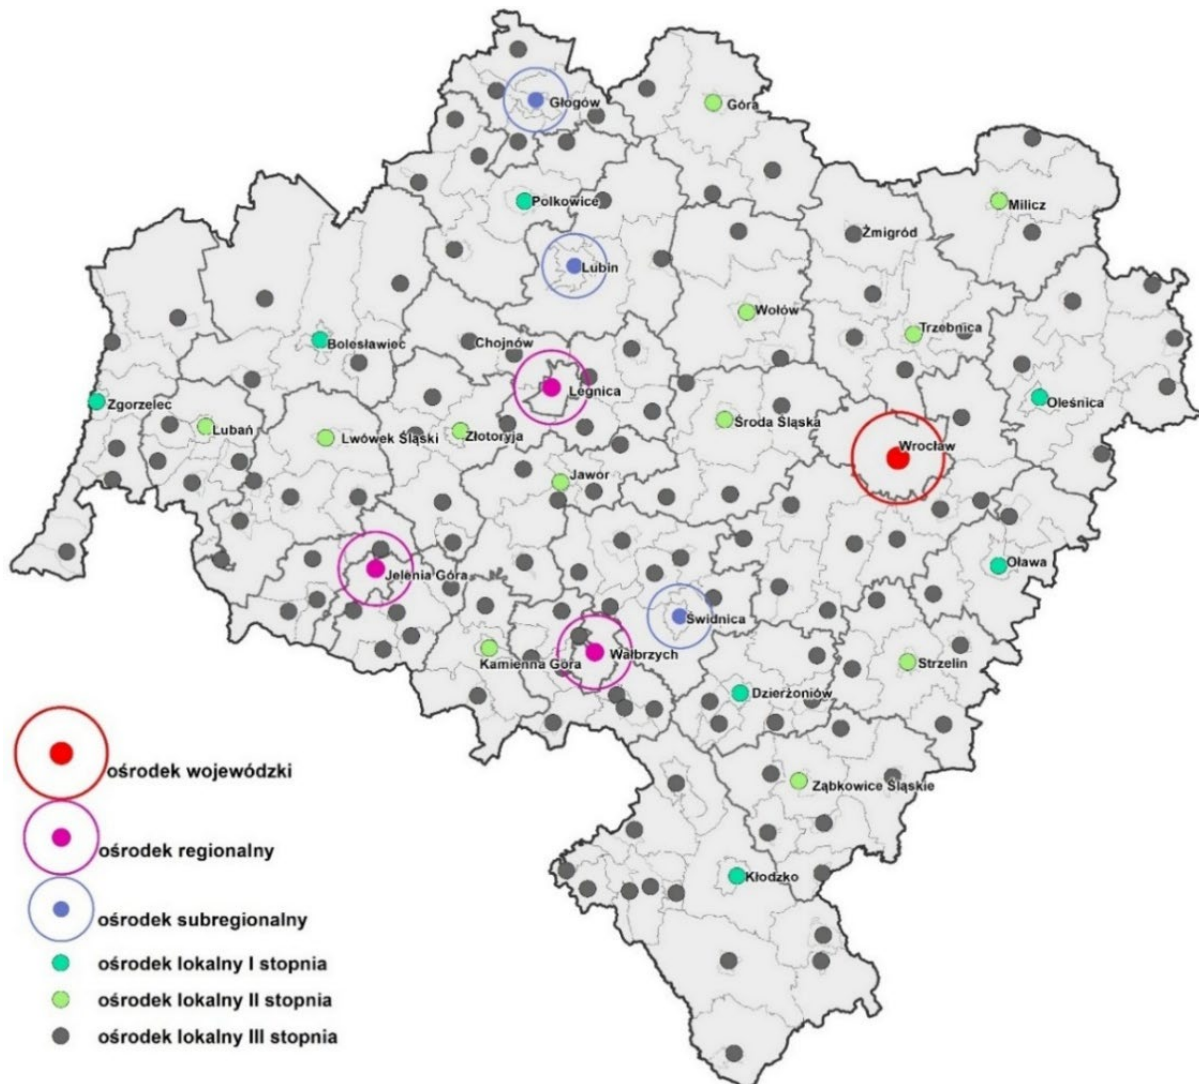 Głogów
Góra
Polkowice
Milicz
Żmigród
Lubin
Wołów
Trzebnica
Bolesławiec
Chojnów
Legnica
Zgorzelec
Oleśnica
Lubań
Lwówek Śląski
Złotoryja
Środa Śląska
Wrocław
Jawor
Jelenia Góra
Oława
Świdnica
Kamienna Góra
Wałbrzych
Strzelin
Dzierżoniów
Ząbkowice Śląskie
Kłodzko
ośrodek wojewódzki
ośrodek regionalny
ośrodek subregionalny
ośrodek lokalny I stopnia
ośrodek lokalny II stopnia
ośrodek lokalny III stopnia